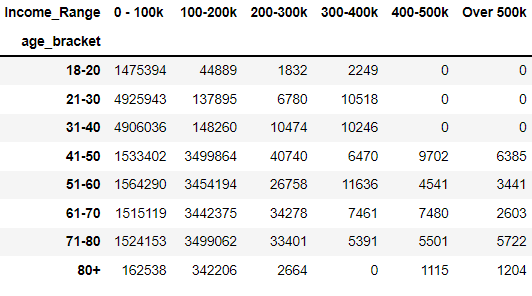 Income_Range 0 - 100k 100-200k 200-300k 300-400k 400-500k Over 500k
age_bracket
18-20 1475394 44889 1832 2249 0 0
21-30 4925943 137895 6780 10518 0 0
31-40 4906036 148260 10474 10246 0 0
41-50 1533402 3499864 40740 6470 9702 6385
51-60 1564290 3454194 26758 11636 4541 3441
61-70 1515119 3442375 34278 7461 7480 2603
71-80 1524153 3499062 33401 5391 5501 5722
80+ 162538 342206 2664 0 1115 1204